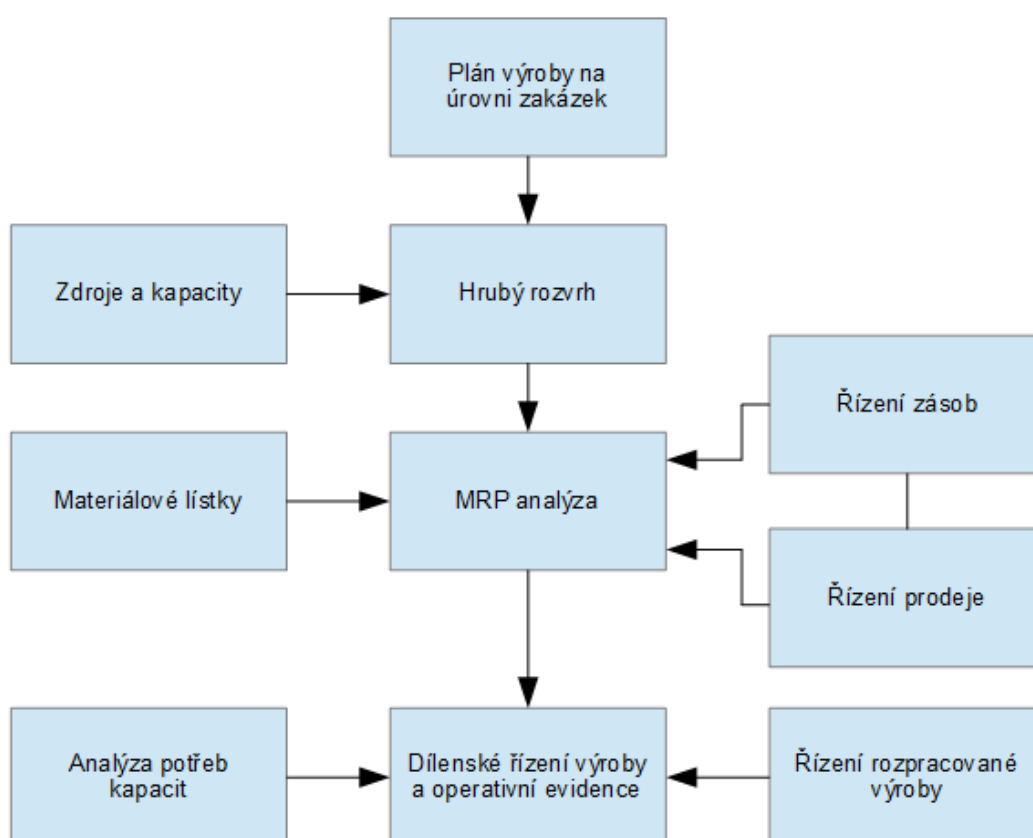 Plán výroby na
úrovni zakázek
Zdroje a kapacity
Hrubý rozvrh
Řízení zásob
Materiálové lístky
MRP analýza
Řízení prodeje
Analýza potřeb
kapacit
Dílenské řízení výroby
a operativní evidence
Řízení rozpracované
výroby